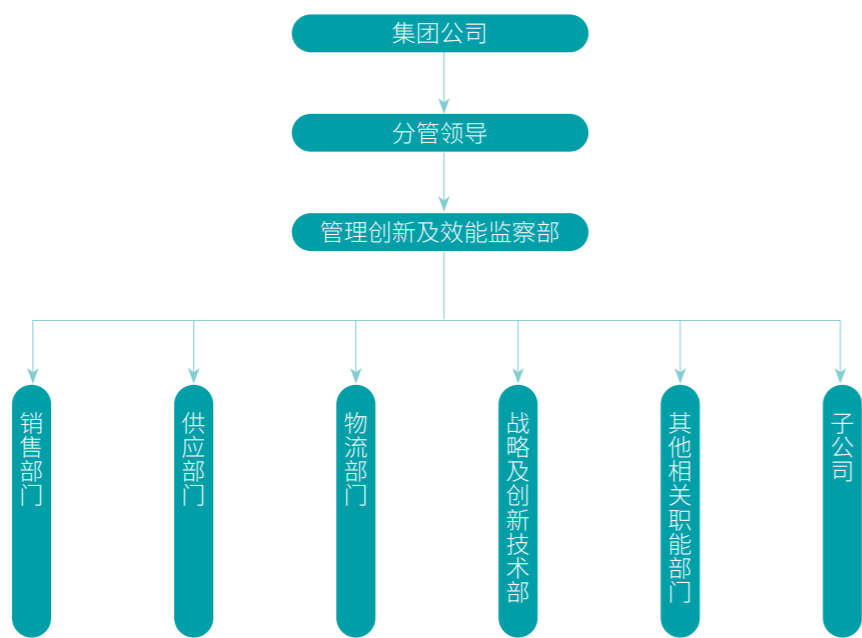 集团公司
分管领导
管理创新及效能监察部
销售部门
供应部门
物流部门
战略及创新技术部
其他相关职能部门
子公司